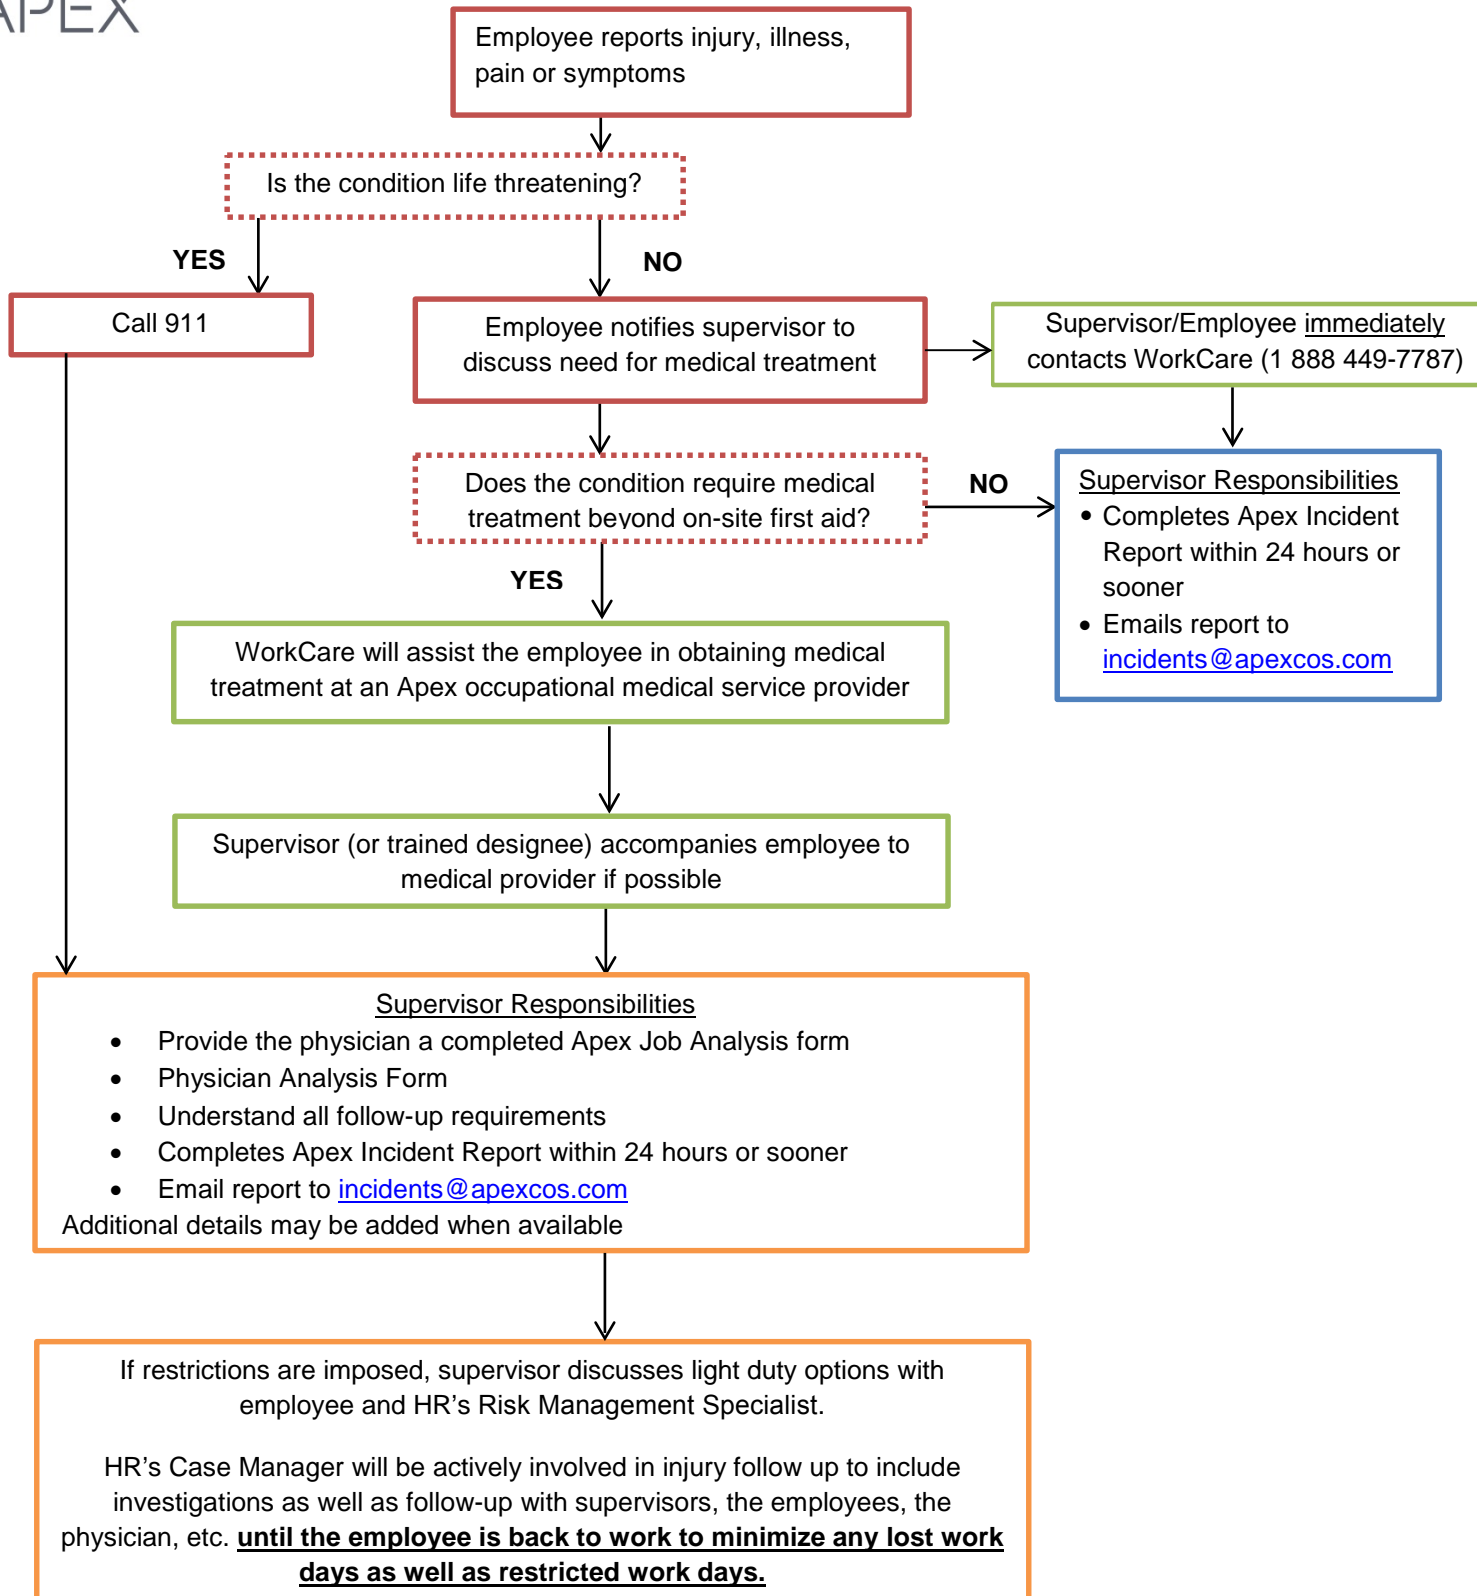 APEX
Employee reports injury, illness,
pain or symptoms
Is the condition life threatening?
YES
NO
Call 911
Employee notifies supervisor to
discuss need for medical treatment
Supervisor/Employee immediately
contacts WorkCare (1 888 449-7787)
Does the condition require medical
treatment beyond on-site first aid?
NO
YES
Supervisor Responsibilities
• Completes Apex Incident
Report within 24 hours or
sooner
• Emails report to
incidents@apexcos.com
WorkCare will assist the employee in obtaining medical
treatment at an Apex occupational medical service provider
Supervisor (or trained designee) accompanies employee to
medical provider if possible
Supervisor Responsibilities
• Provide the physician a completed Apex Job Analysis form
• Physician Analysis Form
• Understand all follow-up requirements
• Completes Apex Incident Report within 24 hours or sooner
• Email report to incidents@apexcos.com
Additional details may be added when available
If restrictions are imposed, supervisor discusses light duty options with
employee and HR’s Risk Management Specialist.
HR’s Case Manager will be actively involved in injury follow up to include
investigations as well as follow-up with supervisors, the employees, the
physician, etc. until the employee is back to work to minimize any lost work
days as well as restricted work days.